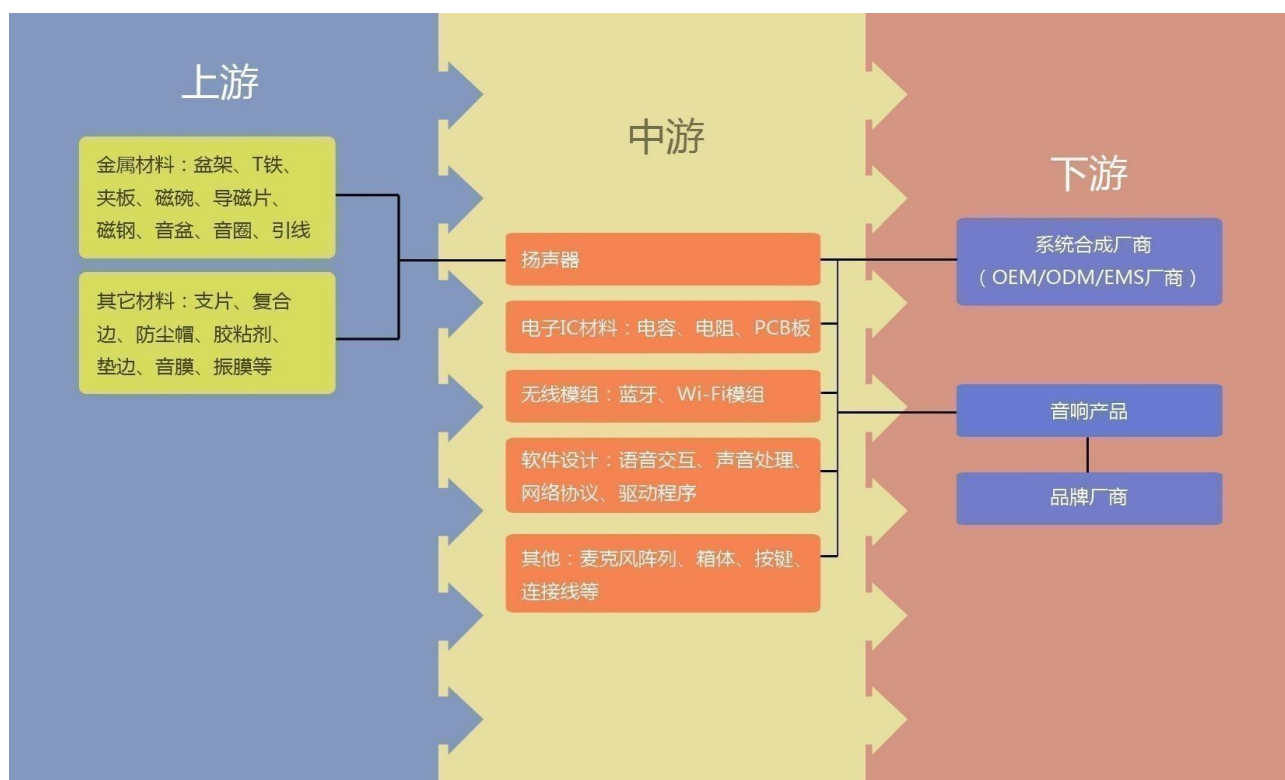 上游
金属材料：盆架、T铁、
夹板、磁碗、导磁片、
磁钢、音盆、音圈、引线
其它材料：支片、复合
边、防尘帽、胶粘剂、
垫边、音膜、振膜等
中游
扬声器
电子IC材料：电容、电阻、PCB板
无线模组：蓝牙、Wi-Fi模组
软件设计：语音交互、声音处理、
网络协议、驱动程序
其他：麦克风阵列、箱体、按键、
连接线等
下游
系统合成厂商
（OEM/ODM/EMS厂商）
音响产品
品牌厂商